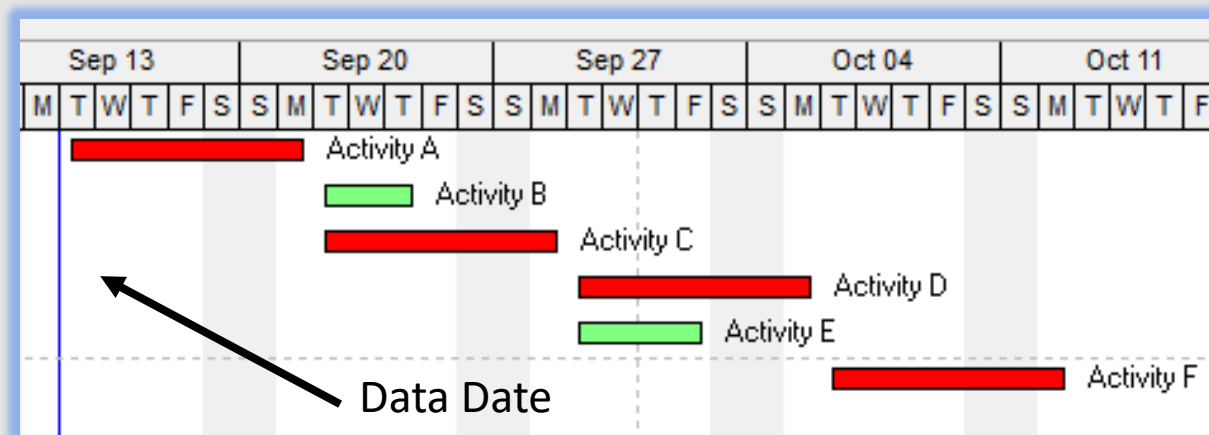 Sep 13 Sep 20 Sep 27 Oct 04 Oct 11
M T W T F S S M T W T F S S M T W T F S S M T W T F S S M T W T F
Activity A
Activity B
Activity C
Activity D
Activity E
Activity F
Data Date